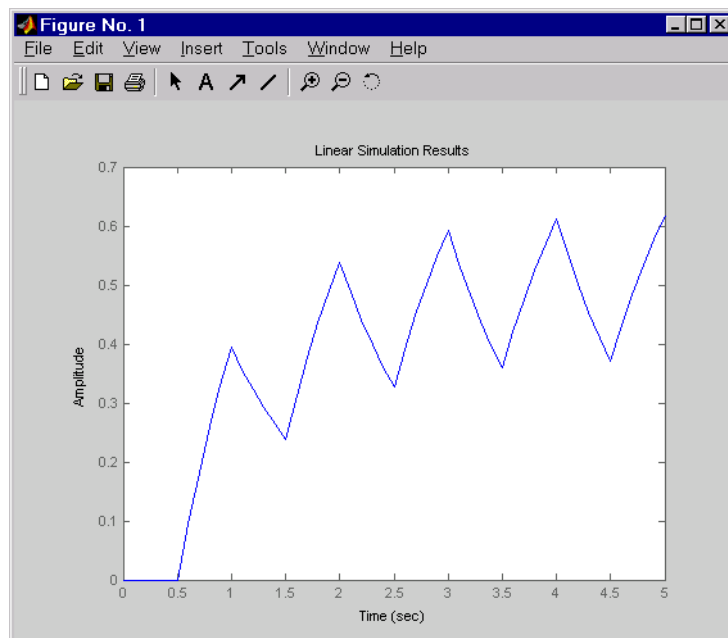 Figure No. 1
File Edit View Insert Tools Window Help
A
Linear Simulation Results
0.7
0.6
0.5
0.4
0.3
0.2
0.1
0
Amplitude
0 0.5 1 1.5 2 2.5 3 3.5 4 4.5 5
Time (sec)